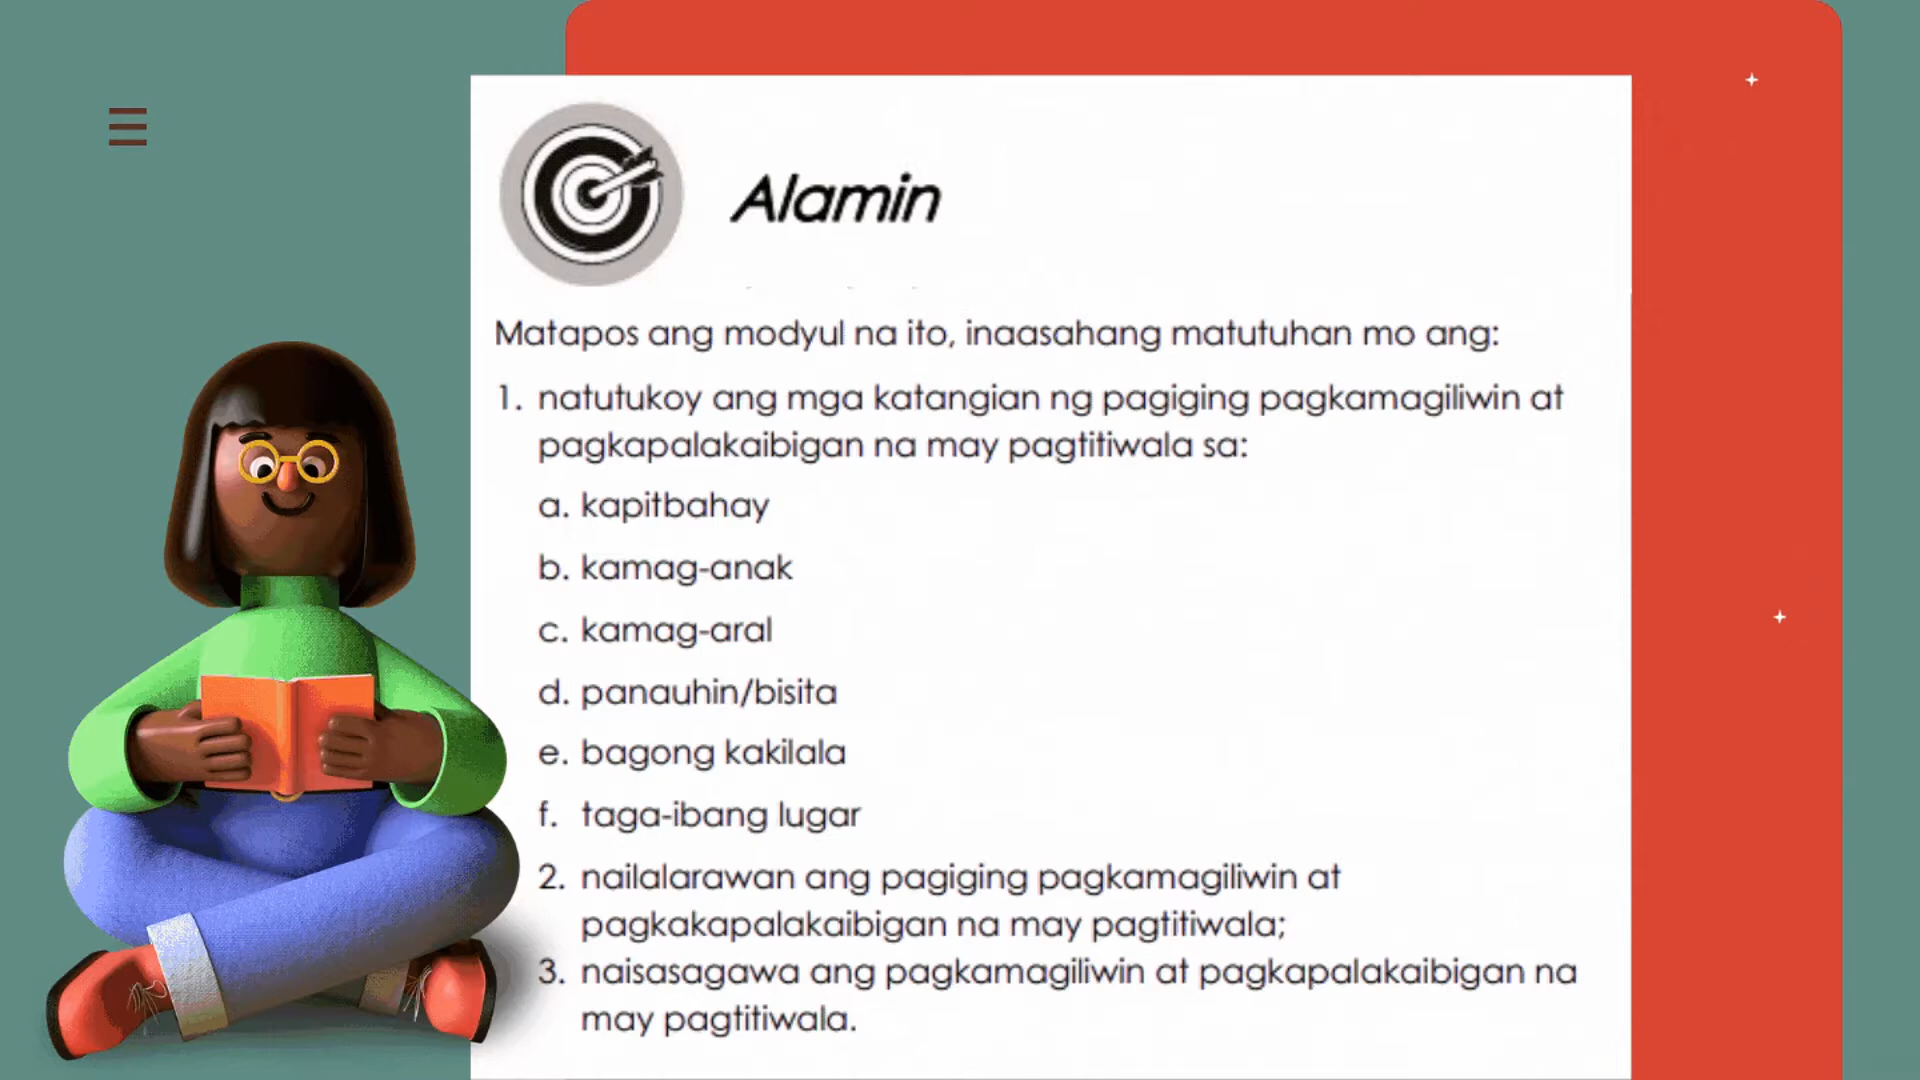 Alamin
Matapos ang modyul na ito, inaasahang matutuhan mo ang:
1. natutukoy ang mga katangian ng pagiging pagkamagiliwin at
pagkapalakaibigan na may pagtitiwala sa:
a. kapitbahay
b. kamag-anak
c. kamag-aral
d. panauhin/bisita
e. bagong kakilala
f. taga-ibang lugar
2. nailalarawan ang pagiging pagkamagiliwin at
pagkakapalakaibigan na may pagtitiwala;
3. naisasagawa ang pagkamagiliwin at pagkapalakaibigan na
may pagtitiwala.